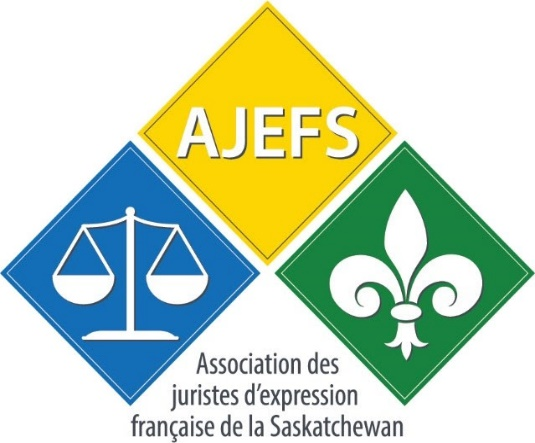 AJEFS
Association des
juristes d'expression
française de la Saskatchewan